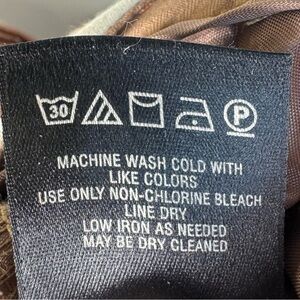 30 P
MACHINE WASH COLD WITH
LIKE COLORS
USE ONLY NON-CHLORINE BLEACH
LINE DRY
LOW IRON AS NEEDED
MAY BE DRY CLEANED